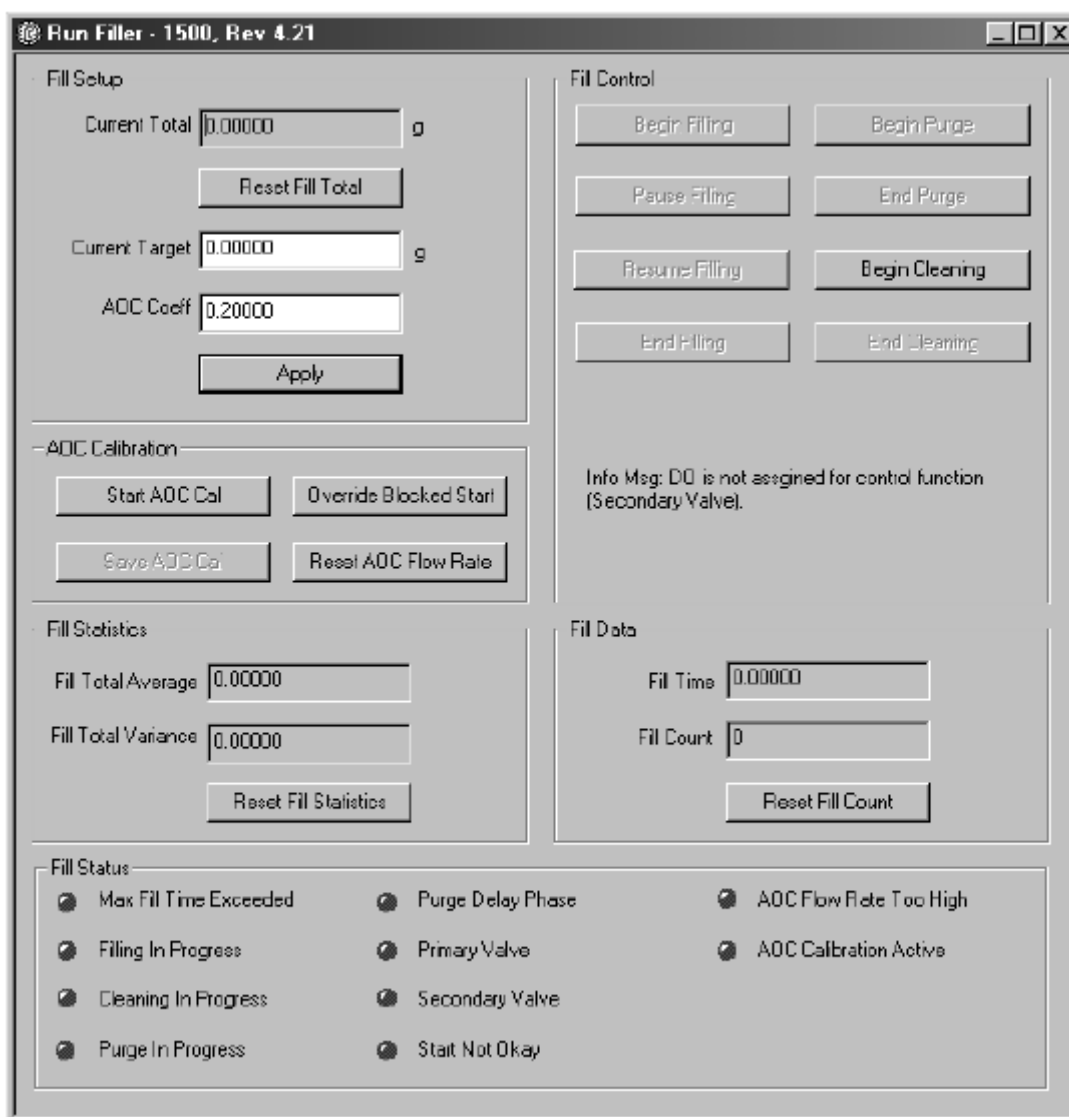 Run Filler - 1500, Rev 4.21
Fill Setup
Current Total 0.00000 g
Reset Fill Total
Current Target 0.00000 g
AOC Coeff 0.20000
Apply
Fill Control
Begin Filling Begin Purge
Pause Filling End Purge
Resume Filling Begin Cleaning
End Filling End Cleaning
Info Msg: DO is not assgined for control function
(Secondary Valve).
AOC Calibration
Start AOC Cal Override Blocked Start
Save AOC Cal Reset AOC Flow Rate
Fill Statistics
Fill Total Average 0.00000
Fill Total Variance 0.00000
Reset Fill Statistics
Fill Data
Fill Time 0.00000
Fill Count 0
Reset Fill Count
Fill Status
Max Fill Time Exceeded Purge Delay Phase AOC Flow Rate Too High
Filling In Progress Primary Valve AOC Calibration Active
Cleaning In Progress Secondary Valve
Purge In Progress Start Not Okay